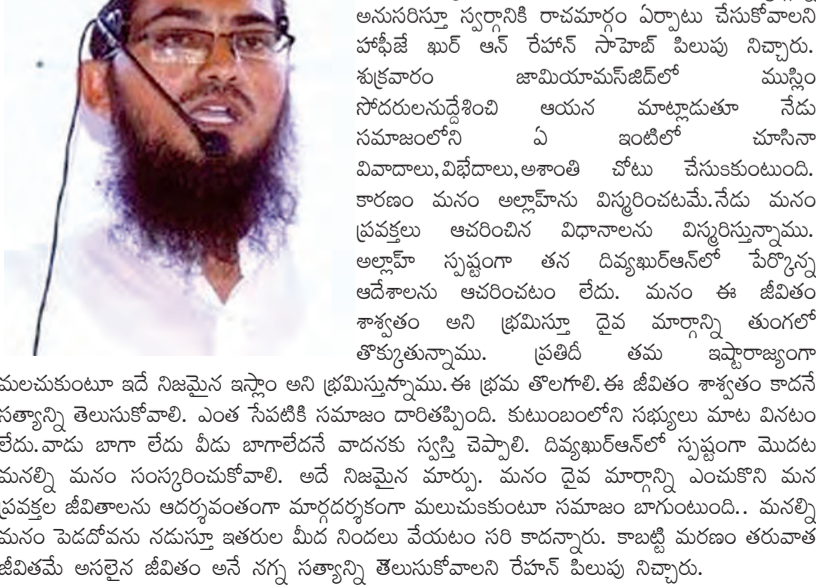 అనుసరిస్తూ స్వర్గానికి రాచమార్గం ఏర్పాటు చేసుకోవాలని
హాఫీజే ఖుర్ ఆన్ రేహాన్ సాహెబ్ పిలుపు నిచ్చారు.
శుక్రవారం జామియామస్‌జిద్‌లో ముస్లిం
సోదరులనుద్దేశించి ఆయన మాట్లాడుతూ నేడు
సమాజంలోని ఏ ఇంటిలో చూసినా
వివాదాలు,విభేదాలు,అశాంతి చోటు చేసుకుంటుంది.
కారణం మనం అల్లాహ్‌ను విస్మరించటమే.నేడు మనం
ప్రవక్తలు ఆచరించిన విధానాలను విస్మరిస్తున్నాము.
అల్లాహ్ స్పష్టంగా తన దివ్యఖుర్ఆన్‌లో పేర్కొన్న
ఆదేశాలను ఆచరించటం లేదు. మనం ఈ జీవితం
శాశ్వతం అని భ్రమిస్తూ దైవ మార్గాన్ని తుంగలో
తొక్కుతున్నాము. ప్రతిదీ తమ ఇష్టారాజ్యంగా
మలచుకుంటూ ఇదే నిజమైన ఇస్లాం అని భ్రమిస్తున్నాము.ఈ భ్రమ తొలగాలి.ఈ జీవితం శాశ్వతం కాదనే
సత్యాన్ని తెలుసుకోవాలి. ఎంత సేపటికి సమాజం దారితప్పింది. కుటుంబంలోని సభ్యులు మాట వినటం
లేదు.వాడు బాగా లేదు వీడు బాగాలేదనే వాదనకు స్వస్తి చెప్పాలి. దివ్యఖుర్ఆన్‌లో స్పష్టంగా మొదట
మనల్ని మనం సంస్కరించుకోవాలి. అదే నిజమైన మార్పు. మనం దైవ మార్గాన్ని ఎంచుకొని మన
ప్రవక్తల జీవితాలను ఆదర్శవంతంగా మార్గదర్శకంగా మలుచుకుంటూ సమాజం బాగుంటుంది.. మనల్ని
మనం పెడదోవను నడుస్తూ ఇతరుల మీద నిందలు వేయటం సరి కాదన్నారు. కాబట్టి మరణం తరువాత
జీవితమే అసలైన జీవితం అనే నగ్న సత్యాన్ని తెలుసుకోవాలని రేహన్ పిలుపు నిచ్చారు.